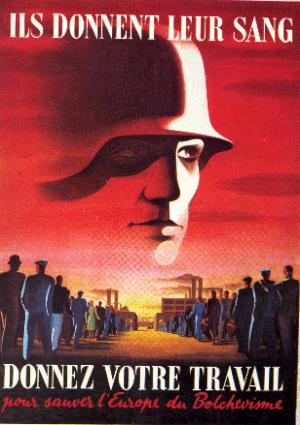 ILS DONNENT LEUR SANG
DONNEZ VOTRE TRAVAIL
pour sauver l'Europe du Bolchevisme